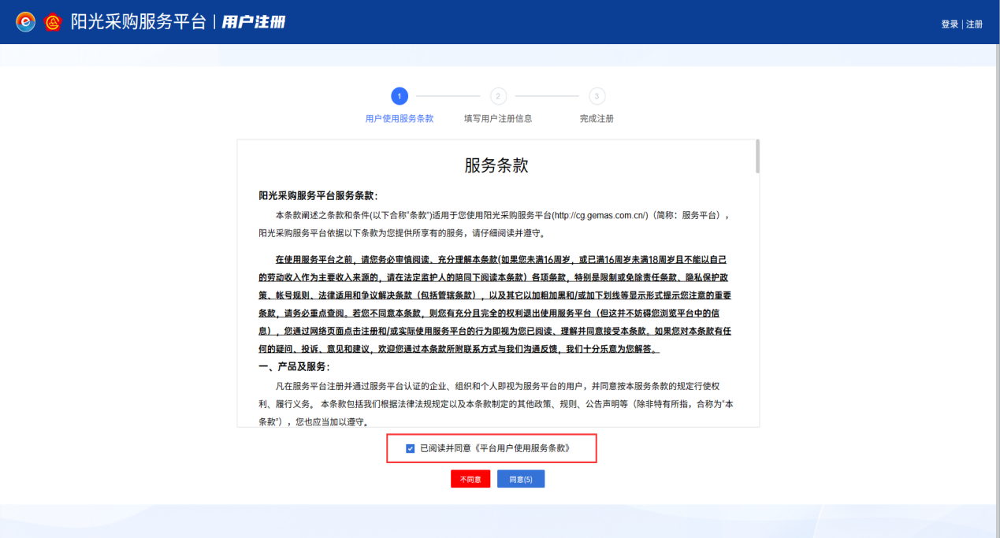 阳光采购服务平台 | 用户注册
登录 | 注册
1
2
3
用户使用服务条款
填写用户注册信息
完成注册
服务条款
阳光采购服务平台服务条款：
本条款阐述之条款和条件(以下合称“条款”)适用于您使用阳光采购服务平台(http://cg.gemas.com.cn/)（简称：服务平台），
阳光采购服务平台依据以下条款为您提供所享有的服务，请仔细阅读并遵守。
在使用服务平台之前，请您务必审慎阅读、充分理解本条款(如果您未满16周岁，或已满16周岁未满18周岁且不能以自己
的劳动收入作为主要收入来源的，请在法定监护人的陪同下阅读本条款）各项条款，特别是限制或免除责任条款、隐私保护政
策、帐号规则、法律适用和争议解决条款（包括管辖条款），以及其它以加粗加黑和/或加下划线等显示形式提示您注意的重要
条款，请务必重点查阅。若您不同意本条款，则您有充分且完全的权利退出使用服务平台（但这并不妨碍您浏览平台中的信
息），您通过网络页面点击注册和/或实际使用服务平台的行为即视为您已阅读、理解并同意接受本条款。如果您对本条款有任
何的疑问、投诉、意见和建议，欢迎您通过本条款所附联系方式与我们沟通反馈，我们十分乐意为您解答。
一、产品及服务：
凡在服务平台注册并通过服务平台认证的企业、组织和个人即视为服务平台的用户，并同意按本服务条款的规定行使权
利、履行义务。 本条款包括我们根据法律法规规定以及本条款制定的其他政策、规则、公告声明等（除非特有所指，合称为“本
条款”），您也应当加以遵守。
已阅读并同意《平台用户使用服务条款》
不同意
同意(5)